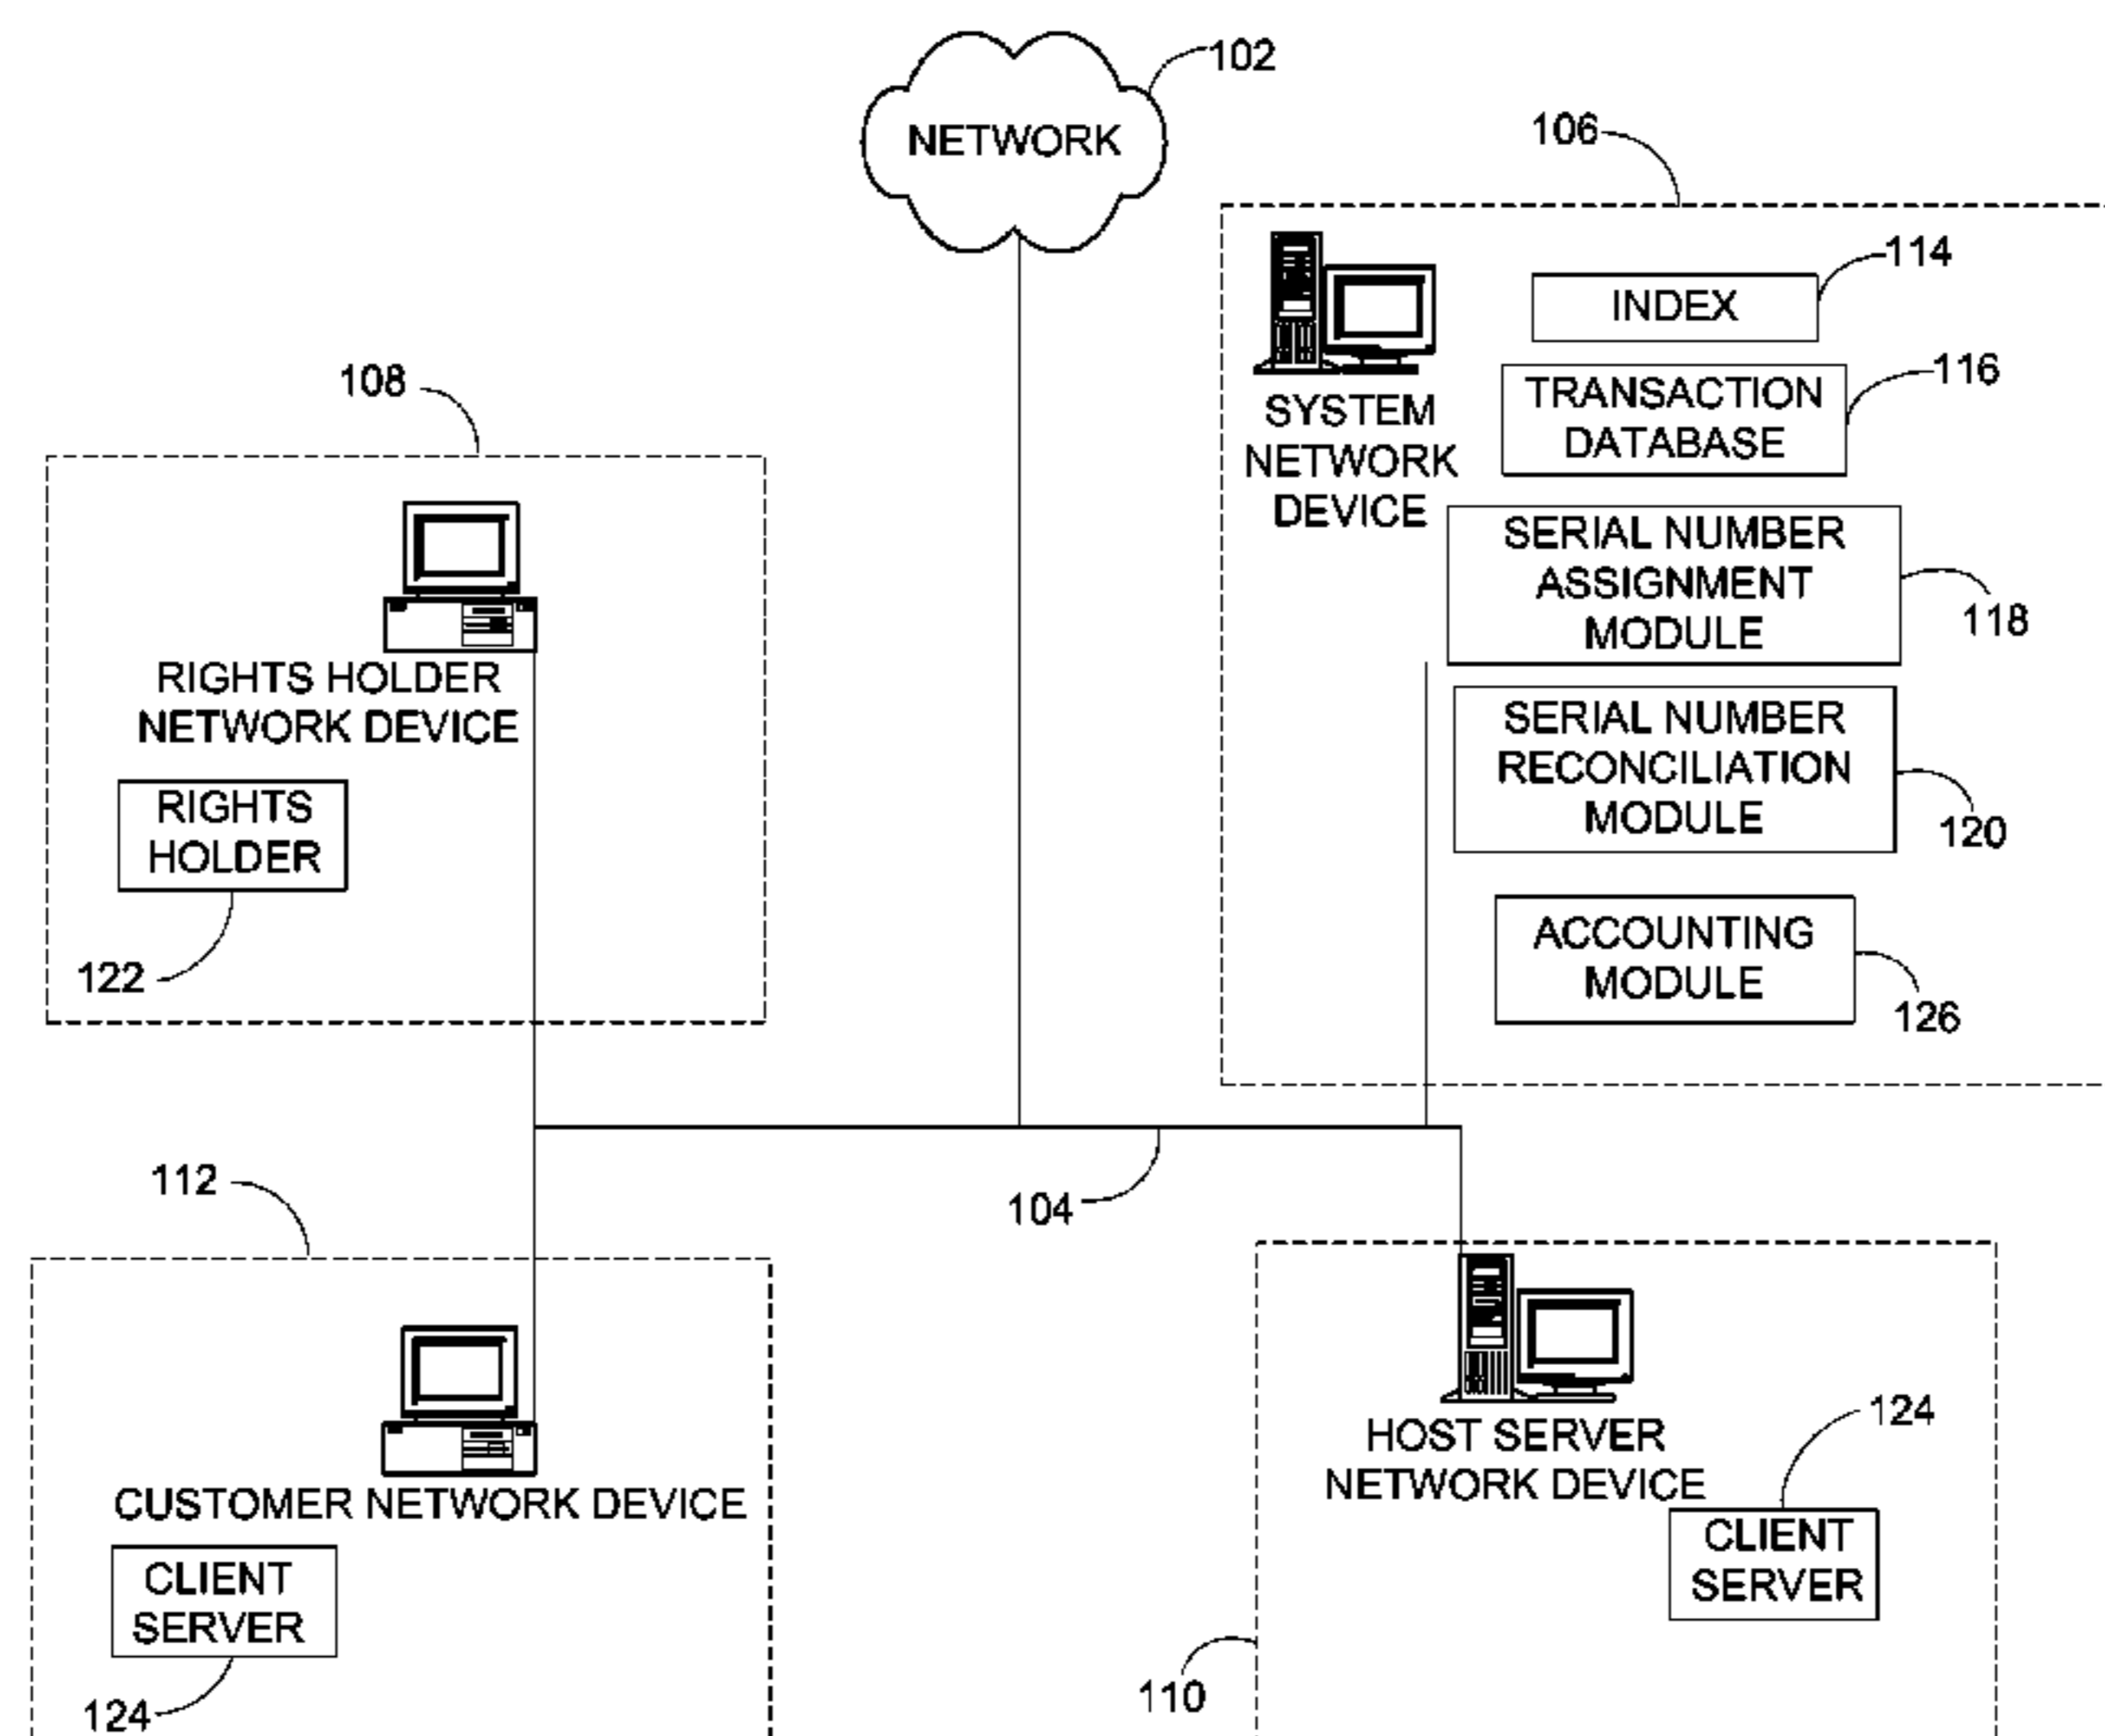 102
NETWORK
106
114
INDEX
116
TRANSACTION
DATABASE
SYSTEM
NETWORK
DEVICE
SERIAL NUMBER
ASSIGNMENT
MODULE
118
SERIAL NUMBER
RECONCILIATION
MODULE
120
ACCOUNTING
MODULE
126
108
RIGHTS HOLDER
NETWORK DEVICE
RIGHTS
HOLDER
122
104
112
CUSTOMER NETWORK DEVICE
CLIENT
SERVER
124
HOST SERVER
NETWORK DEVICE
124
CLIENT
SERVER
110